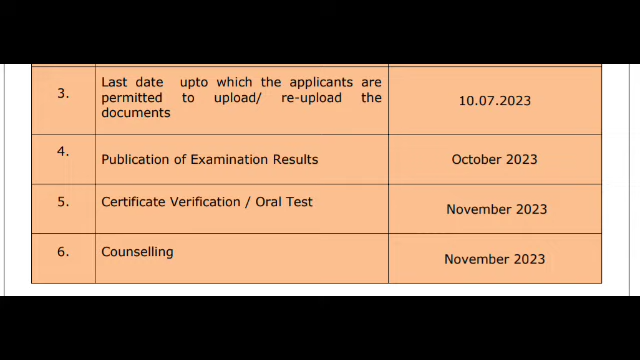 3.
Last date upto which the applicants are
permitted to upload/ re-upload the
documents
10.07.2023
4.
Publication of Examination Results
October 2023
5.
Certificate Verification / Oral Test
November 2023
6.
Counselling
November 2023